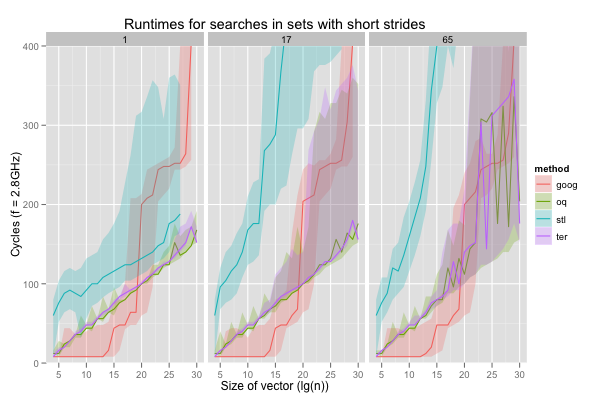 Runtimes for searches in sets with short strides
1 17 65
400
300
200
100
0
Cycles (f = 2.8GHz)
5 10 15 20 25 30 5 10 15 20 25 30 5 10 15 20 25 30
Size of vector (lg(n))
method
goog
oq
stl
ter